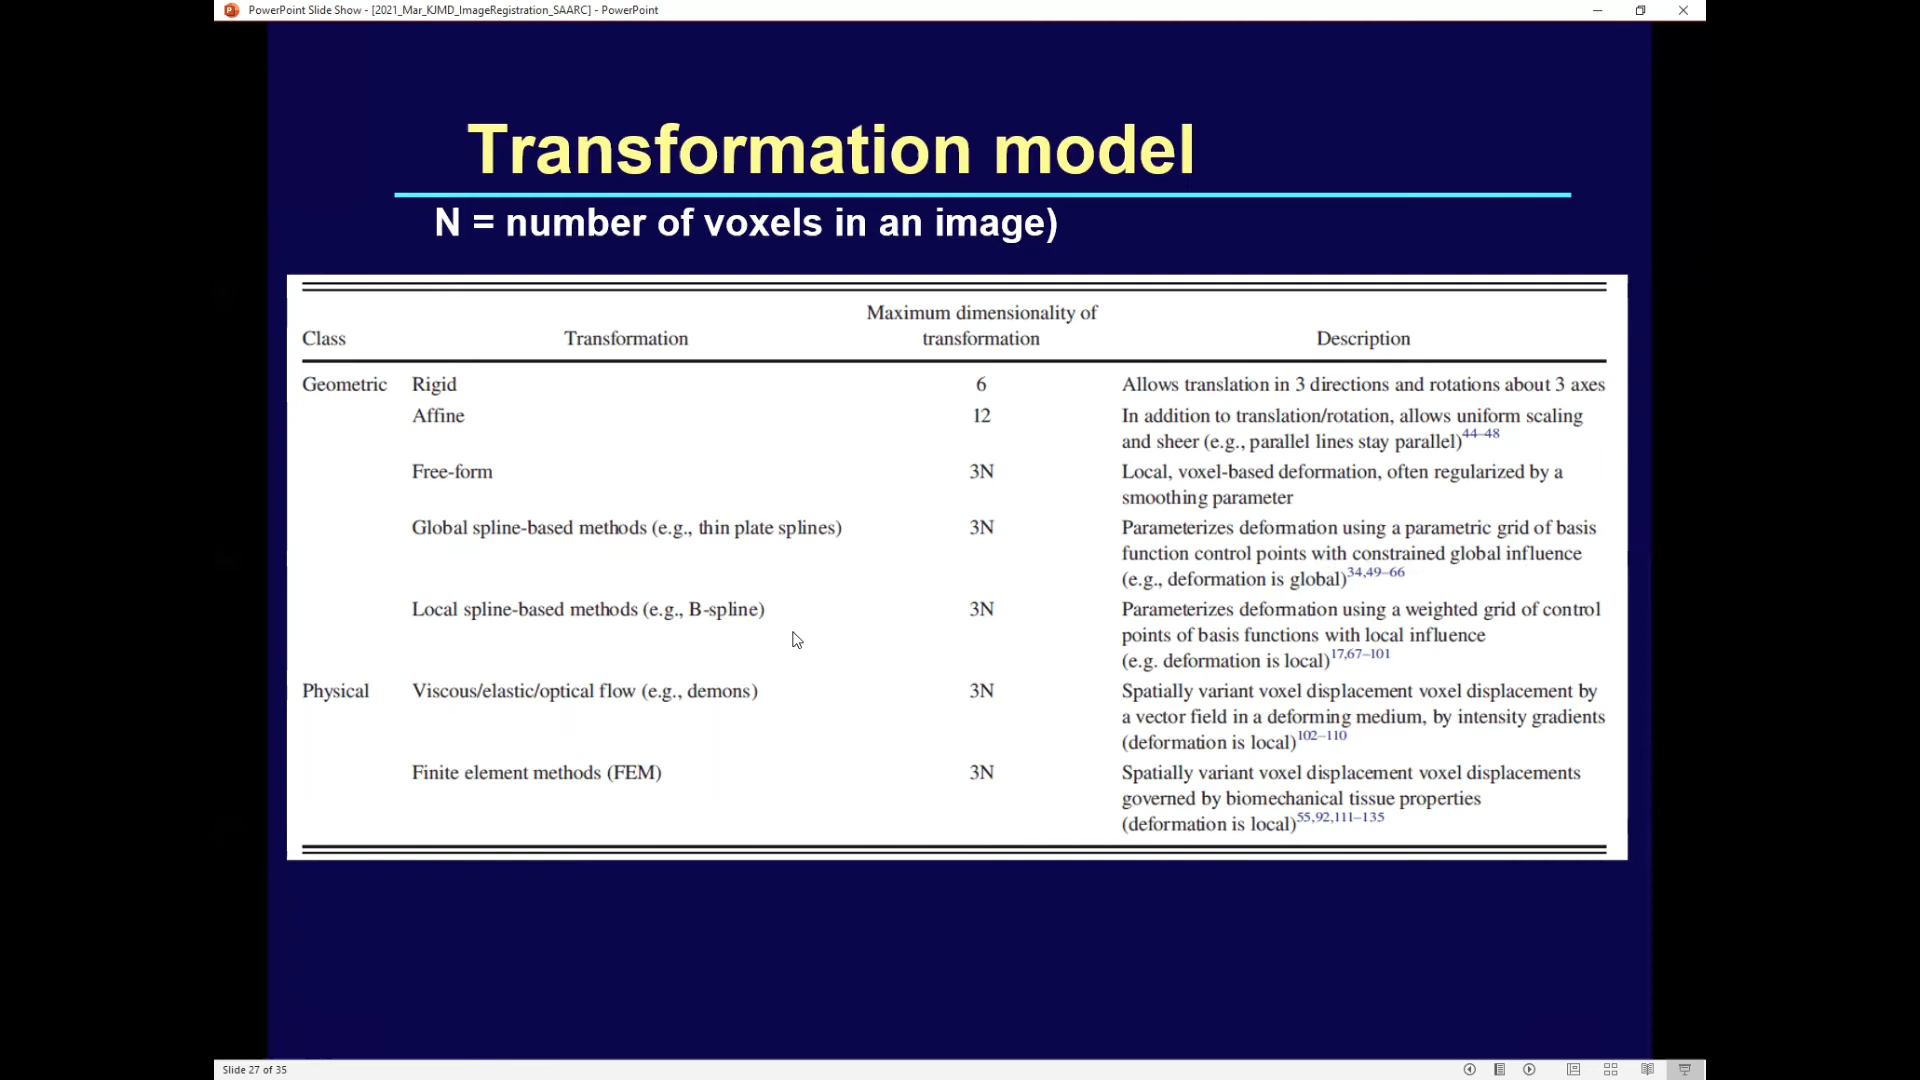 PowerPoint Slide Show - [2021_Mar_KJMD_ImageRegistration_SAARC] - PowerPoint
Transformation model
N = number of voxels in an image)
Class Transformation Maximum dimensionality of transformation Description
Geometric Rigid 6 Allows translation in 3 directions and rotations about 3 axes
Affine 12 In addition to translation/rotation, allows uniform scaling
and sheer (e.g., parallel lines stay parallel)44–48
Free-form 3N Local, voxel-based deformation, often regularized by a
smoothing parameter
Global spline-based methods (e.g., thin plate splines) 3N Parameterizes deformation using a parametric grid of basis
function control points with constrained global influence
(e.g., deformation is global)34,49–66
Local spline-based methods (e.g., B-spline) 3N Parameterizes deformation using a weighted grid of control
points of basis functions with local influence
(e.g. deformation is local)17,67–101
Physical Viscous/elastic/optical flow (e.g., demons) 3N Spatially variant voxel displacement voxel displacement by
a vector field in a deforming medium, by intensity gradients
(deformation is local)102–110
Finite element methods (FEM) 3N Spatially variant voxel displacement voxel displacements
governed by biomechanical tissue properties
(deformation is local)55,92,111–135
Slide 27 of 35